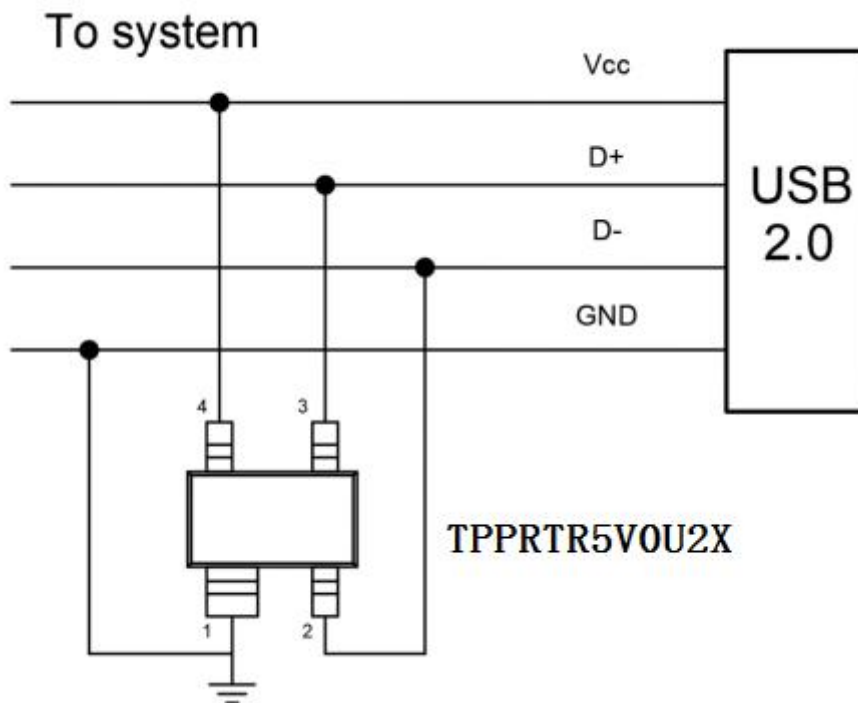 To system
Vcc
D+
D-
GND
USB
2.0
4
3
TPPRTR5V0U2X
1
2